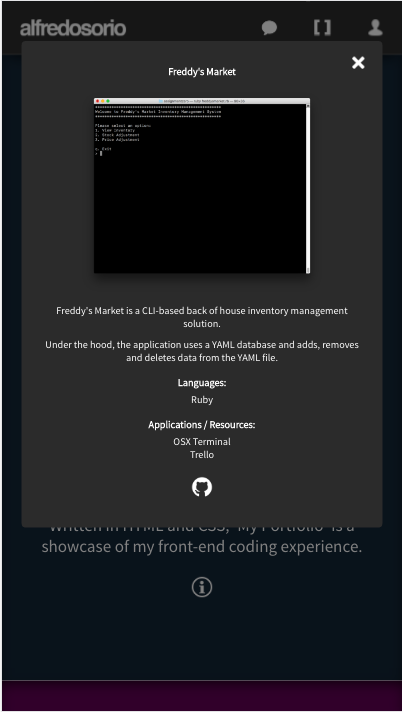 alfredosorio
[ ]
Freddy's Market
Welcome to Freddy's Market Inventory Management System
Please select an option:
1. View Inventory
2. Stock Adjustment
3. Price Adjustment
> 
Freddy's Market is a CLI-based back of house inventory management
solution.
Under the hood, the application uses a YAML database and adds, removes
and deletes data from the YAML file.
Languages:
Ruby
Applications / Resources:
OSX Terminal
Trello
Written in HTML and CSS, 'My Portfolio' is a
showcase of my front-end coding experience.